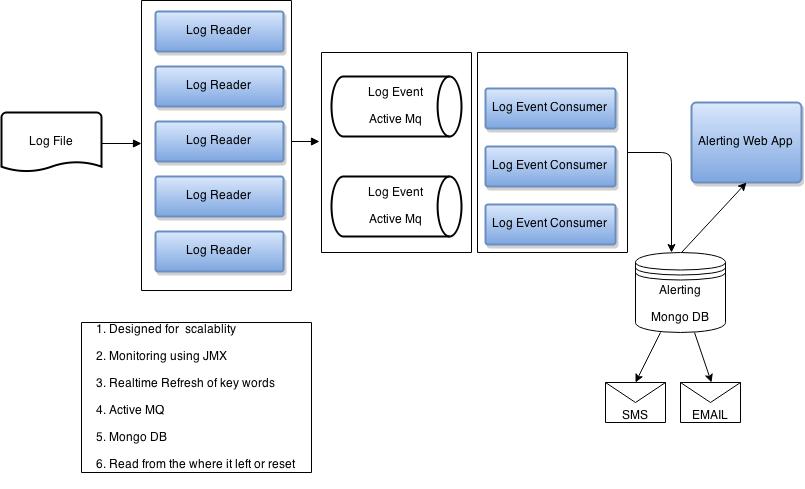 Log File
Log Reader
Log Reader
Log Reader
Log Reader
Log Reader
Log Event
Active Mq
Log Event
Active Mq
Log Event Consumer
Log Event Consumer
Log Event Consumer
Alerting Web App
Alerting
Mongo DB
SMS
EMAIL
1. Designed for  scalablity
2. Monitoring using JMX
3. Realtime Refresh of key words
4. Active MQ
5. Mongo DB
6. Read from the where it left or reset